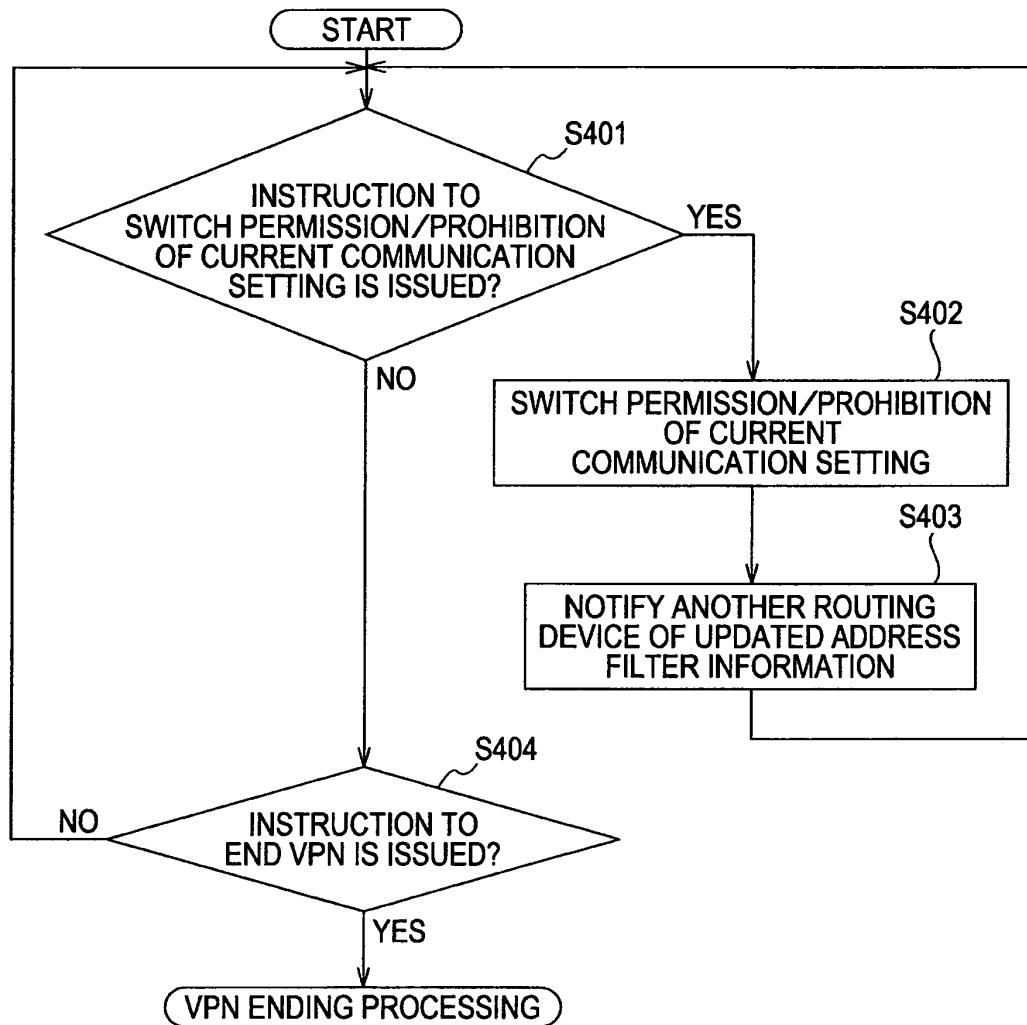 START
S401
INSTRUCTION TO
SWITCH PERMISSION/PROHIBITION
OF CURRENT COMMUNICATION
SETTING IS ISSUED?
YES
NO
S402
SWITCH PERMISSION/PROHIBITION
OF CURRENT
COMMUNICATION SETTING
S403
NOTIFY ANOTHER ROUTING
DEVICE OF UPDATED ADDRESS
FILTER INFORMATION
S404
NO
INSTRUCTION TO
END VPN IS ISSUED?
YES
VPN ENDING PROCESSING